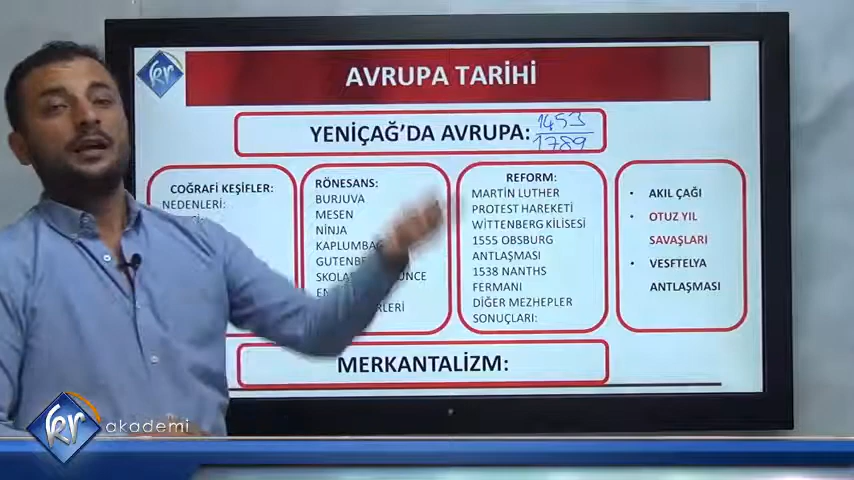 AVRUPA TARİHİ
YENİÇAĞ'DA AVRUPA: 1453
1789
COĞRAFİ KEŞİFLER:
NEDENLERİ:
RÖNESANS:
BURJUVA
MESEN
NİNJA
KAPLUMBA
GUTENBE
SKOLA
REFORM:
MARTİN LUTHER
PROTEST HAREKETİ
WİTTENBERG KİLİSESİ
1555 OBSBURG
ANTLAŞMASI
1538 NANTHS
FERMANI
DİĞER MEZHEPLER
SONUÇLARI:
• AKIL ÇAĞI
• OTUZ YIL
SAVAŞLARI
• VESFTELYA
ANTLAŞMASI
MERKANTALİZM:
kr akademi